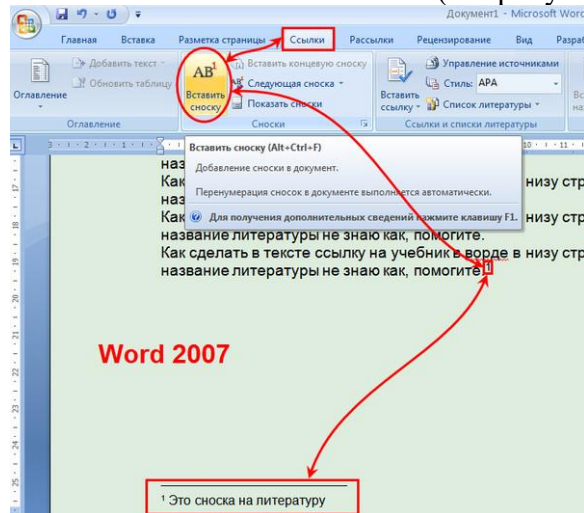 Документ1 - Microsoft Word
Главная Вставка Разметка страницы Ссылки Рассылки Рецензирование Вид Разраб
Оглавление
Добавить текст
Обновить таблицу
Оглавление
AB¹
Вставить сноску
Вставить концевую сноску
Следующая сноска
Показать сноски
Сноски
Вставить ссылку
Управление источниками
Стиль: APA
Список литературы
Ссылки и списки литературы
Вставить сноску (Alt+Ctrl+F)
Добавление сноски в документ.
Перенумерация сносок в документе выполняется автоматически.
Для получения дополнительных сведений нажмите клавишу F1.
наз
Как низу стр
наз
Как низу стр
название литературы не знаю как, помогите.
Как сделать в тексте ссылку на учебник в ворде в низу стр
название литературы не знаю как, помогите.¹
Word 2007
¹ Это сноска на литературу